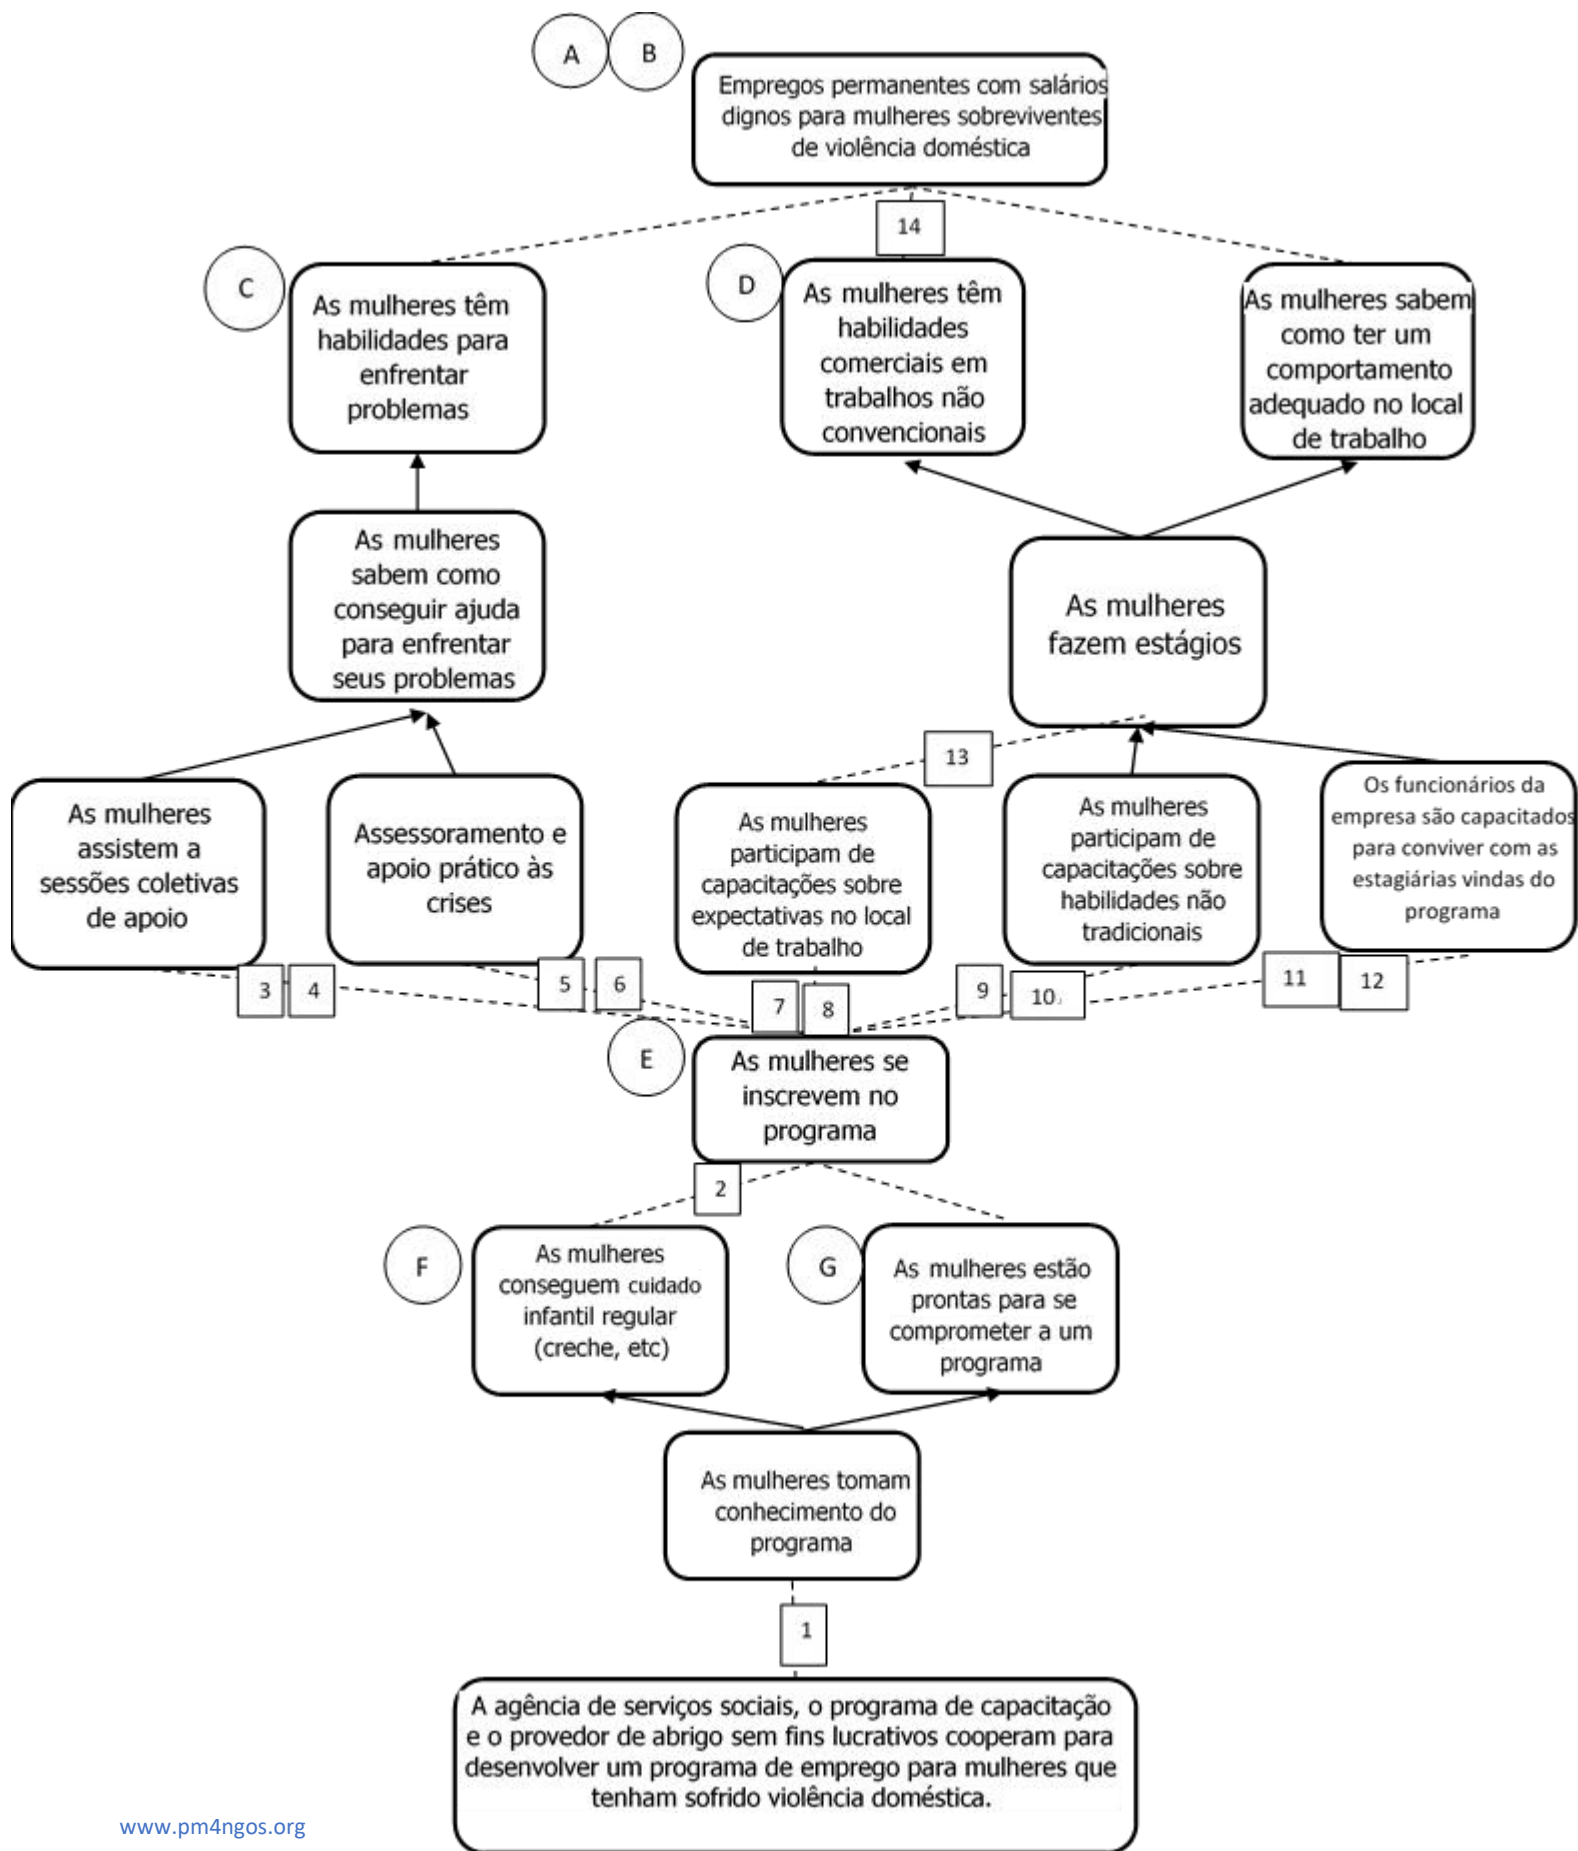 A
B
Empregos permanentes com salários
dignos para mulheres sobreviventes
de violência doméstica
14
C
As mulheres têm
habilidades para
enfrentar
problemas
D
As mulheres têm
habilidades
comerciais em
trabalhos não
convencionais
As mulheres sabem
como ter um
comportamento
adequado no local
de trabalho
As mulheres
sabem como
conseguir ajuda
para enfrentar
seus problemas
As mulheres
fazem estágios
13
As mulheres
assistem a
sessões coletivas
de apoio
Assessoramento e
apoio prático às
crises
As mulheres
participam de
capacitações sobre
expectativas no local
de trabalho
As mulheres
participam de
capacitações sobre
habilidades não
tradicionais
Os funcionários da
empresa são capacitados
para conviver com as
estagiárias vindas do
programa
3
4
5
6
7
8
9
10.
11
12
E
As mulheres se
inscrevem no
programa
2
F
As mulheres
conseguem cuidado
infantil regular
(creche, etc)
G
As mulheres estão
prontas para se
comprometer a um
programa
As mulheres tomam
conhecimento do
programa
1
A agência de serviços sociais, o programa de capacitação
e o provedor de abrigo sem fins lucrativos cooperam para
desenvolver um programa de emprego para mulheres que
tenham sofrido violência doméstica.
www.pm4ngos.org